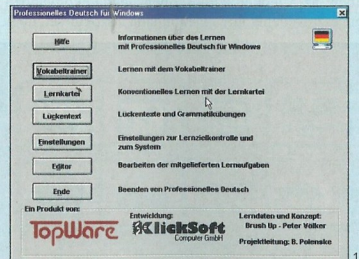 Professionelles Deutsch für Windows
Hilfe
Informationen über das Lernen
mit Professionelles Deutsch für Windows
Vokabeltrainer
Lernen mit dem Vokabeltrainer
Lernkartei
Konventionelles Lernen mit der Lernkartei
Lückentext
Lückentexte und Grammatikübungen
Einstellungen
Einstellungen zur Lernzielkontrolle und
zum System
Editor
Bearbeiten der mitgelieferten Lernaufgaben
Ende
Beenden von Professionelles Deutsch
Ein Produkt von:
TopWare
Entwicklung:
KlickSoft
Computer GmbH
Lerndaten und Konzept:
Brush Up - Peter Völker
Projektleitung: B. Polenske
1